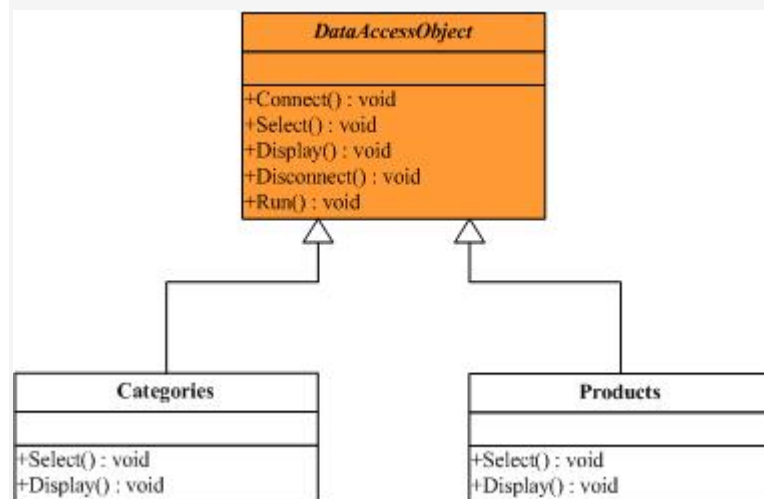 DataAccessObject
+Connect() : void
+Select() : void
+Display() : void
+Disconnect() : void
+Run() : void
Categories
+Select() : void
+Display() : void
Products
+Select() : void
+Display() : void